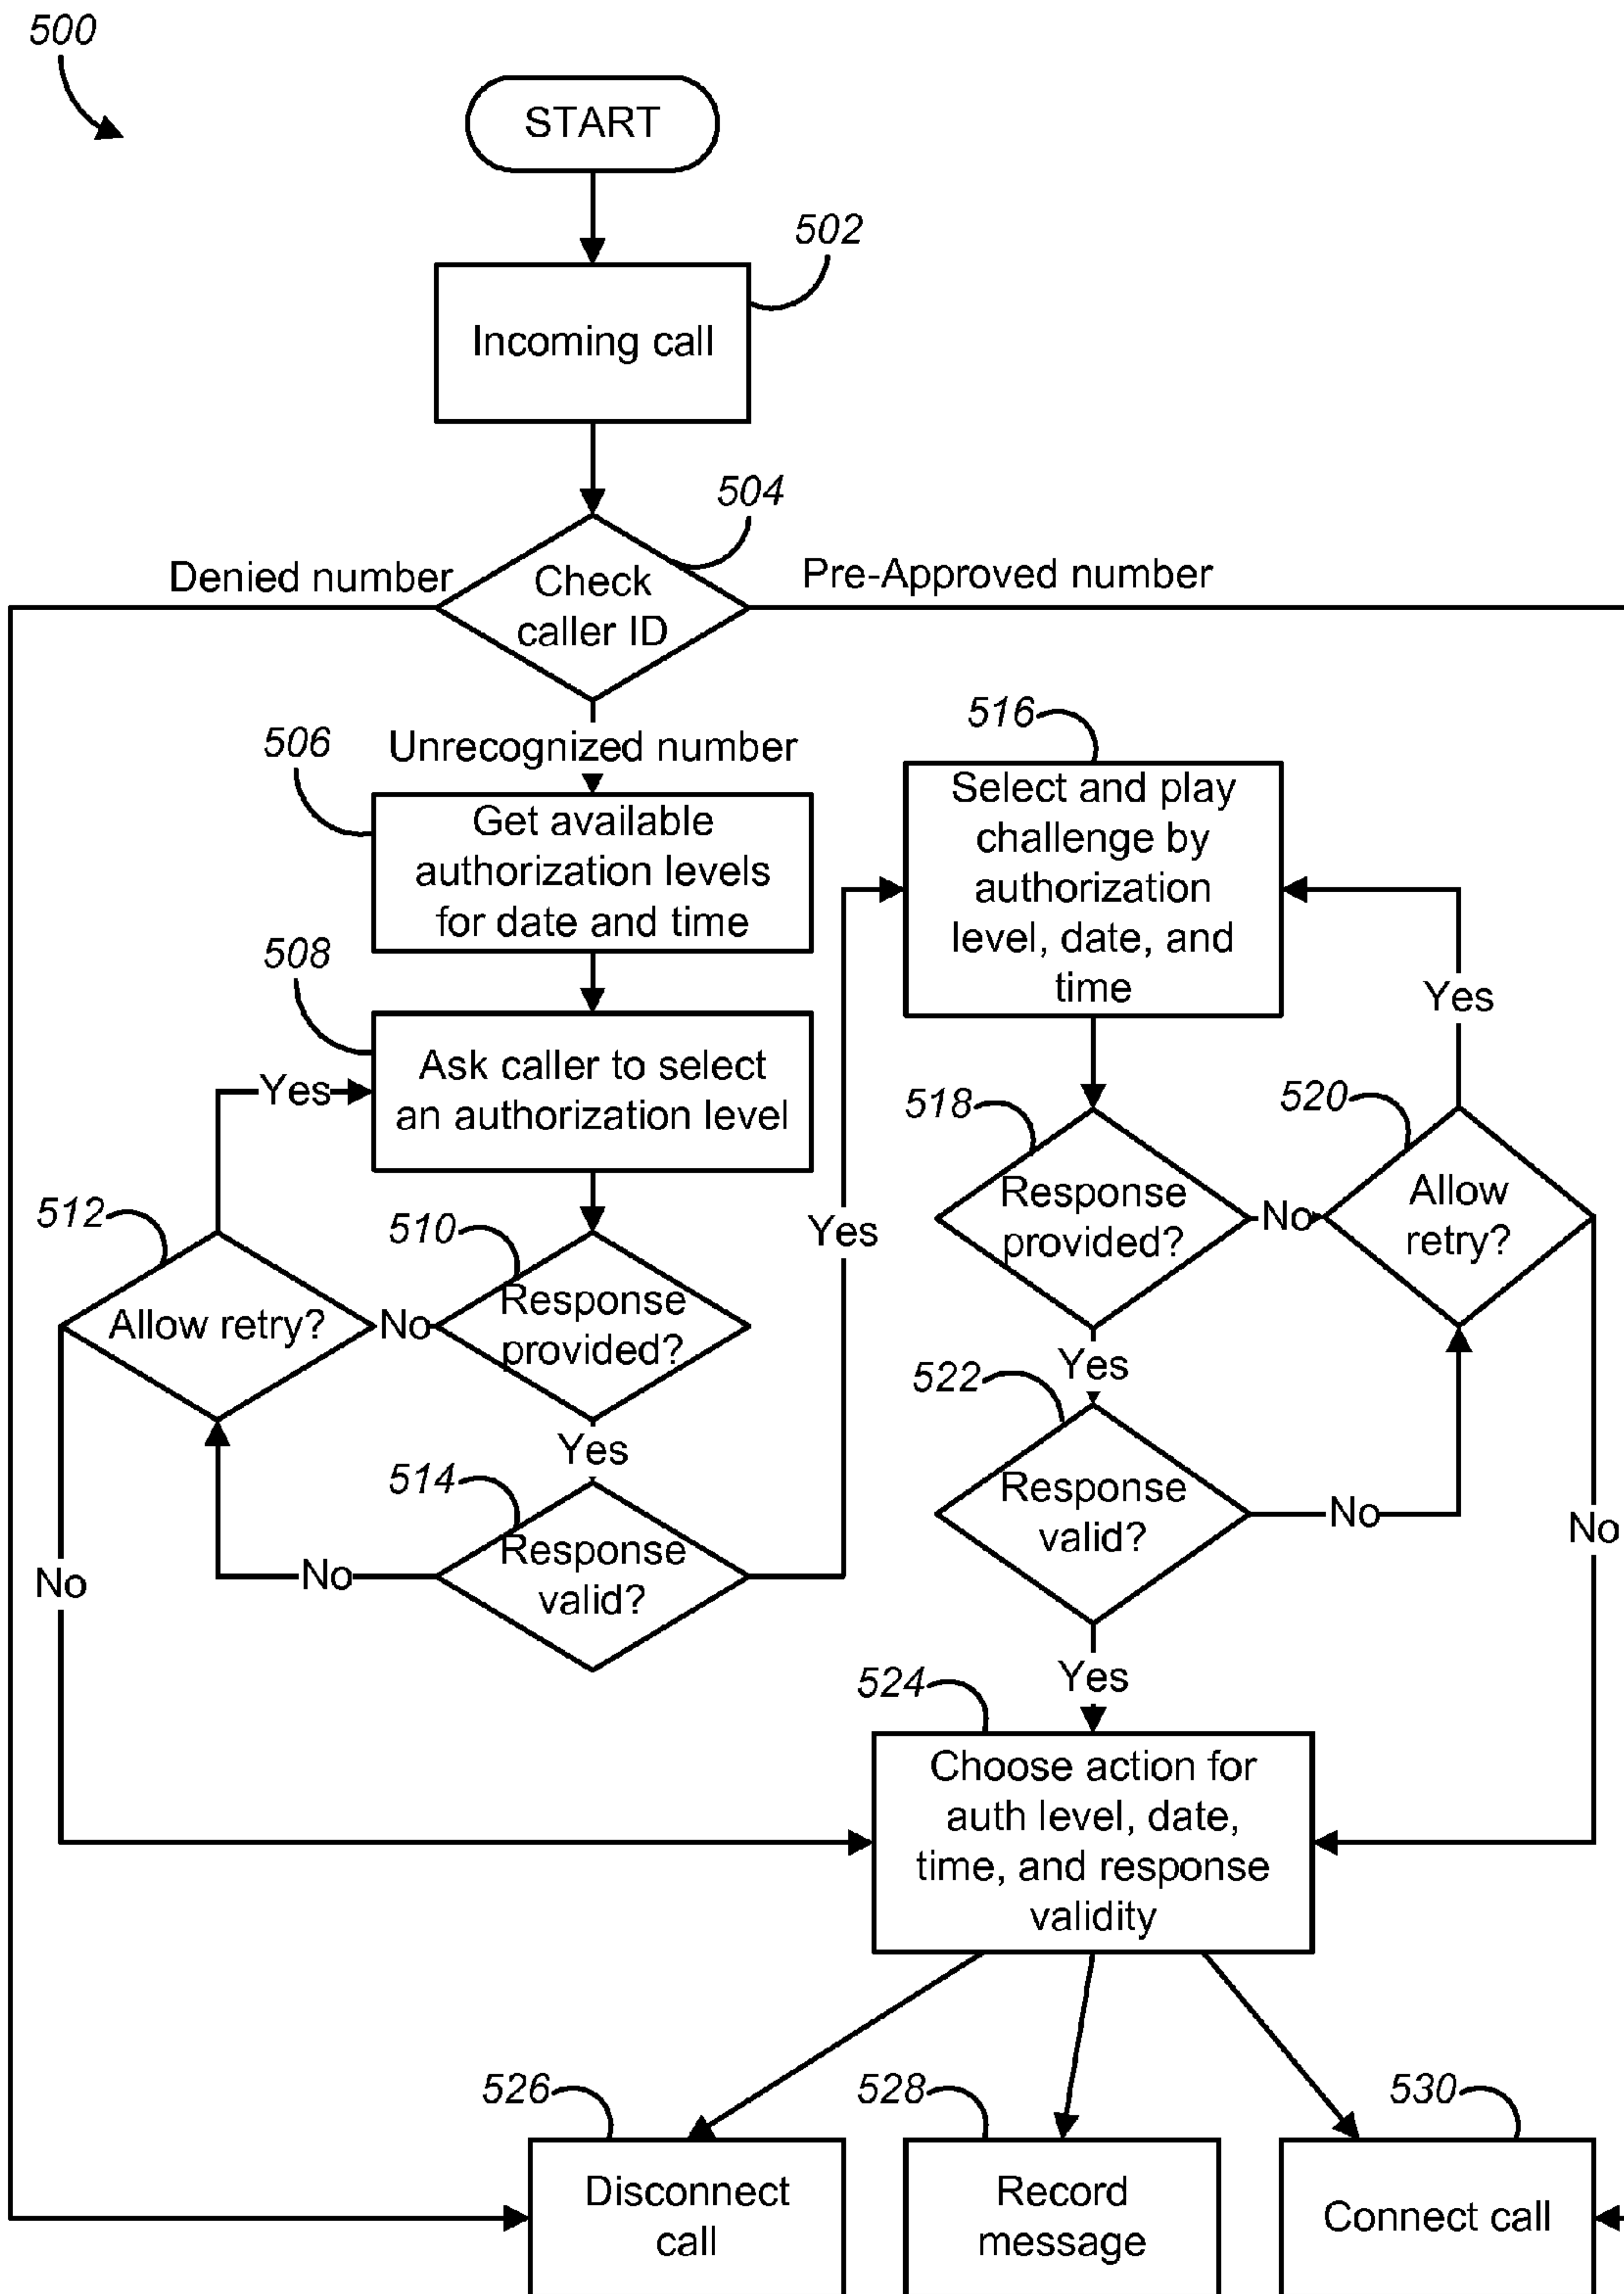 500
START
502
Incoming call
504
Denied number
Check
caller ID
Pre-Approved number
506
Unrecognized number
Get available
authorization levels
for date and time
508
Ask caller to select
an authorization level
Yes
512
Allow retry?
No
510
Response
provided?
Yes
514
Response
valid?
No
No
Yes
516
Select and play
challenge by
authorization
level, date, and
time
Yes
518
Response
provided?
No
520
Allow
retry?
Yes
522
Response
valid?
No
No
Yes
524
Choose action for
auth level, date,
time, and response
validity
526
Disconnect
call
528
Record
message
530
Connect call